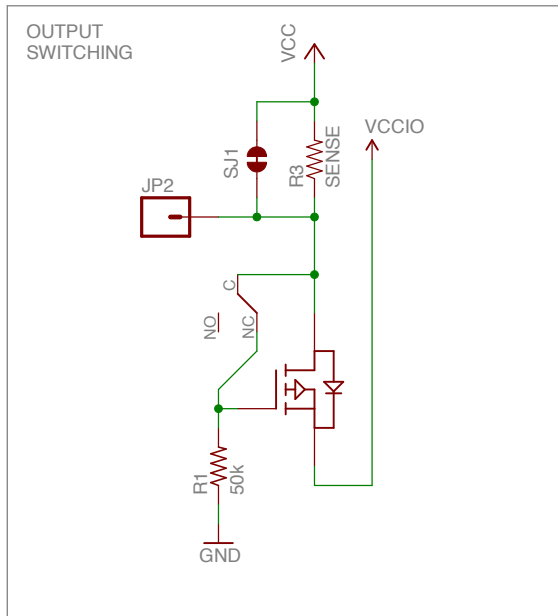 OUTPUT
SWITCHING
VCC
VCCIO
SJ1
R3
SENSE
JP2
C
NO
NC
R1
50k
GND